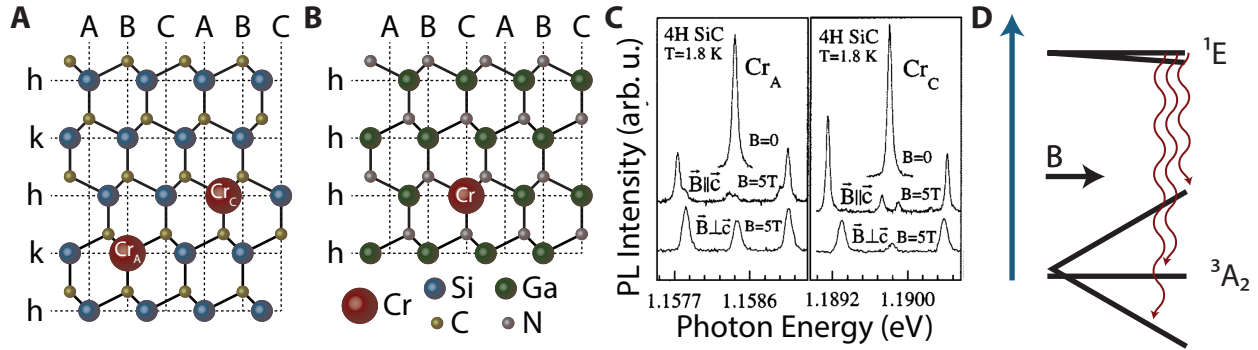 A
A B C A B C
h
k
h
k
h
Cr_C
Cr_A
B
A B C A B C
h
h
h
h
h
Cr
Cr
Si
C
Ga
N
C
PL Intensity (arb. u.)
4H SiC
T=1.8 K
Cr_A
B=0
B⃗||c⃗ B=5T
B⃗⊥c⃗ B=5T
1.1577 1.1586
4H SiC
T=1.8 K
Cr_C
B=0
B⃗||c⃗ B=5T
B⃗⊥c⃗ B=5T
1.1892 1.1900
Photon Energy (eV)
D
¹E
B
³A₂